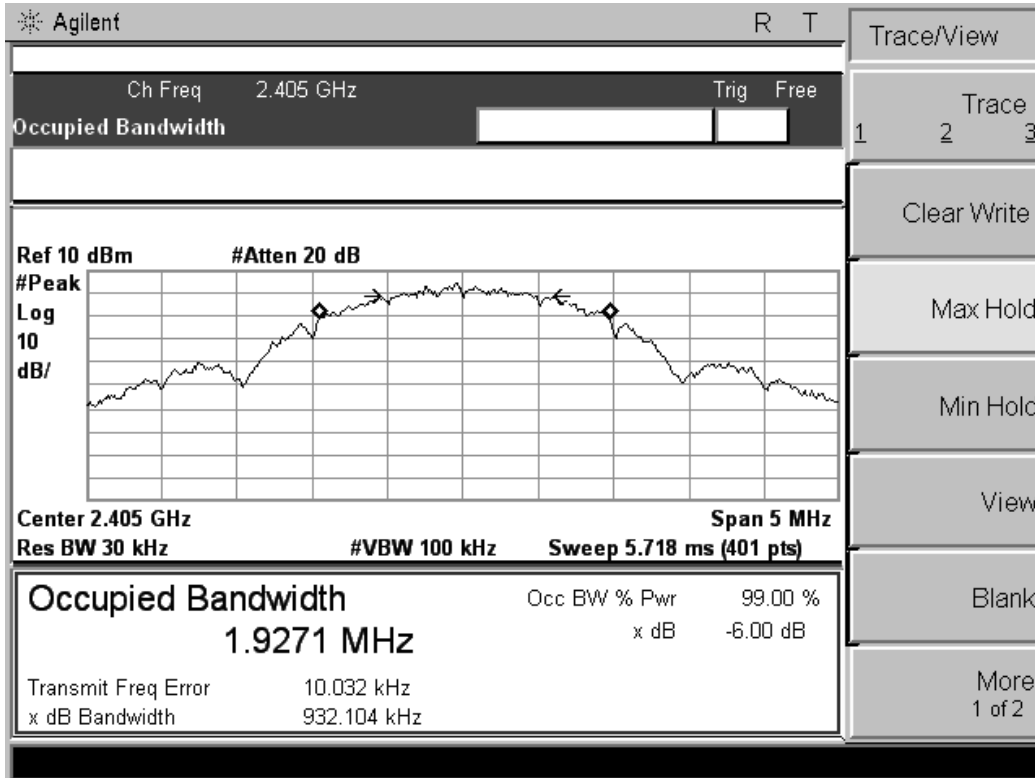 Agilent R T
Trace/View
Ch Freq 2.405 GHz Trig Free
Occupied Bandwidth
Trace
1 2 3
Clear Write
Ref 10 dBm #Atten 20 dB
#Peak
Log
10
dB/
Max Hold
Min Hold
View
Center 2.405 GHz Span 5 MHz
Res BW 30 kHz #VBW 100 kHz Sweep 5.718 ms (401 pts)
Occupied Bandwidth
1.9271 MHz
Occ BW % Pwr 99.00 %
x dB -6.00 dB
Transmit Freq Error 10.032 kHz
x dB Bandwidth 932.104 kHz
Blank
More
1 of 2